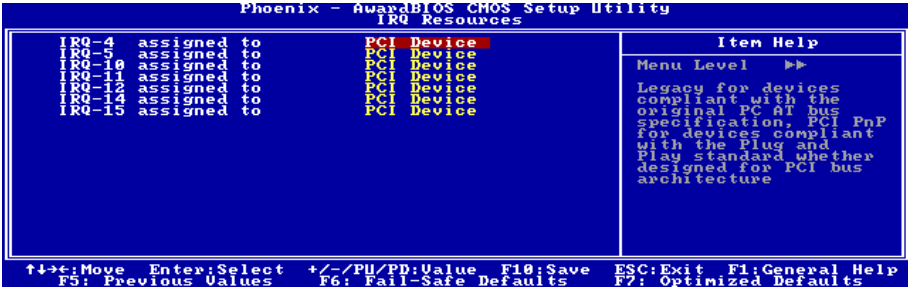 Phoenix - AwardBIOS CMOS Setup Utility
IRQ Resources
IRQ-4 assigned to PCI Device
IRQ-5 assigned to PCI Device
IRQ-10 assigned to PCI Device
IRQ-11 assigned to PCI Device
IRQ-12 assigned to PCI Device
IRQ-14 assigned to PCI Device
IRQ-15 assigned to PCI Device
Item Help
Menu Level ▶▶
Legacy for devices
compliant with the
original PC AT bus
specification, PCI PnP
for devices compliant
with the Plug and
Play standard whether
designed for PCI bus
architecture
↑↓→←:Move Enter:Select +/-/PU/PD:Value F10:Save ESC:Exit F1:General Help
F5: Previous Values F6: Fail-Safe Defaults F7: Optimized Defaults